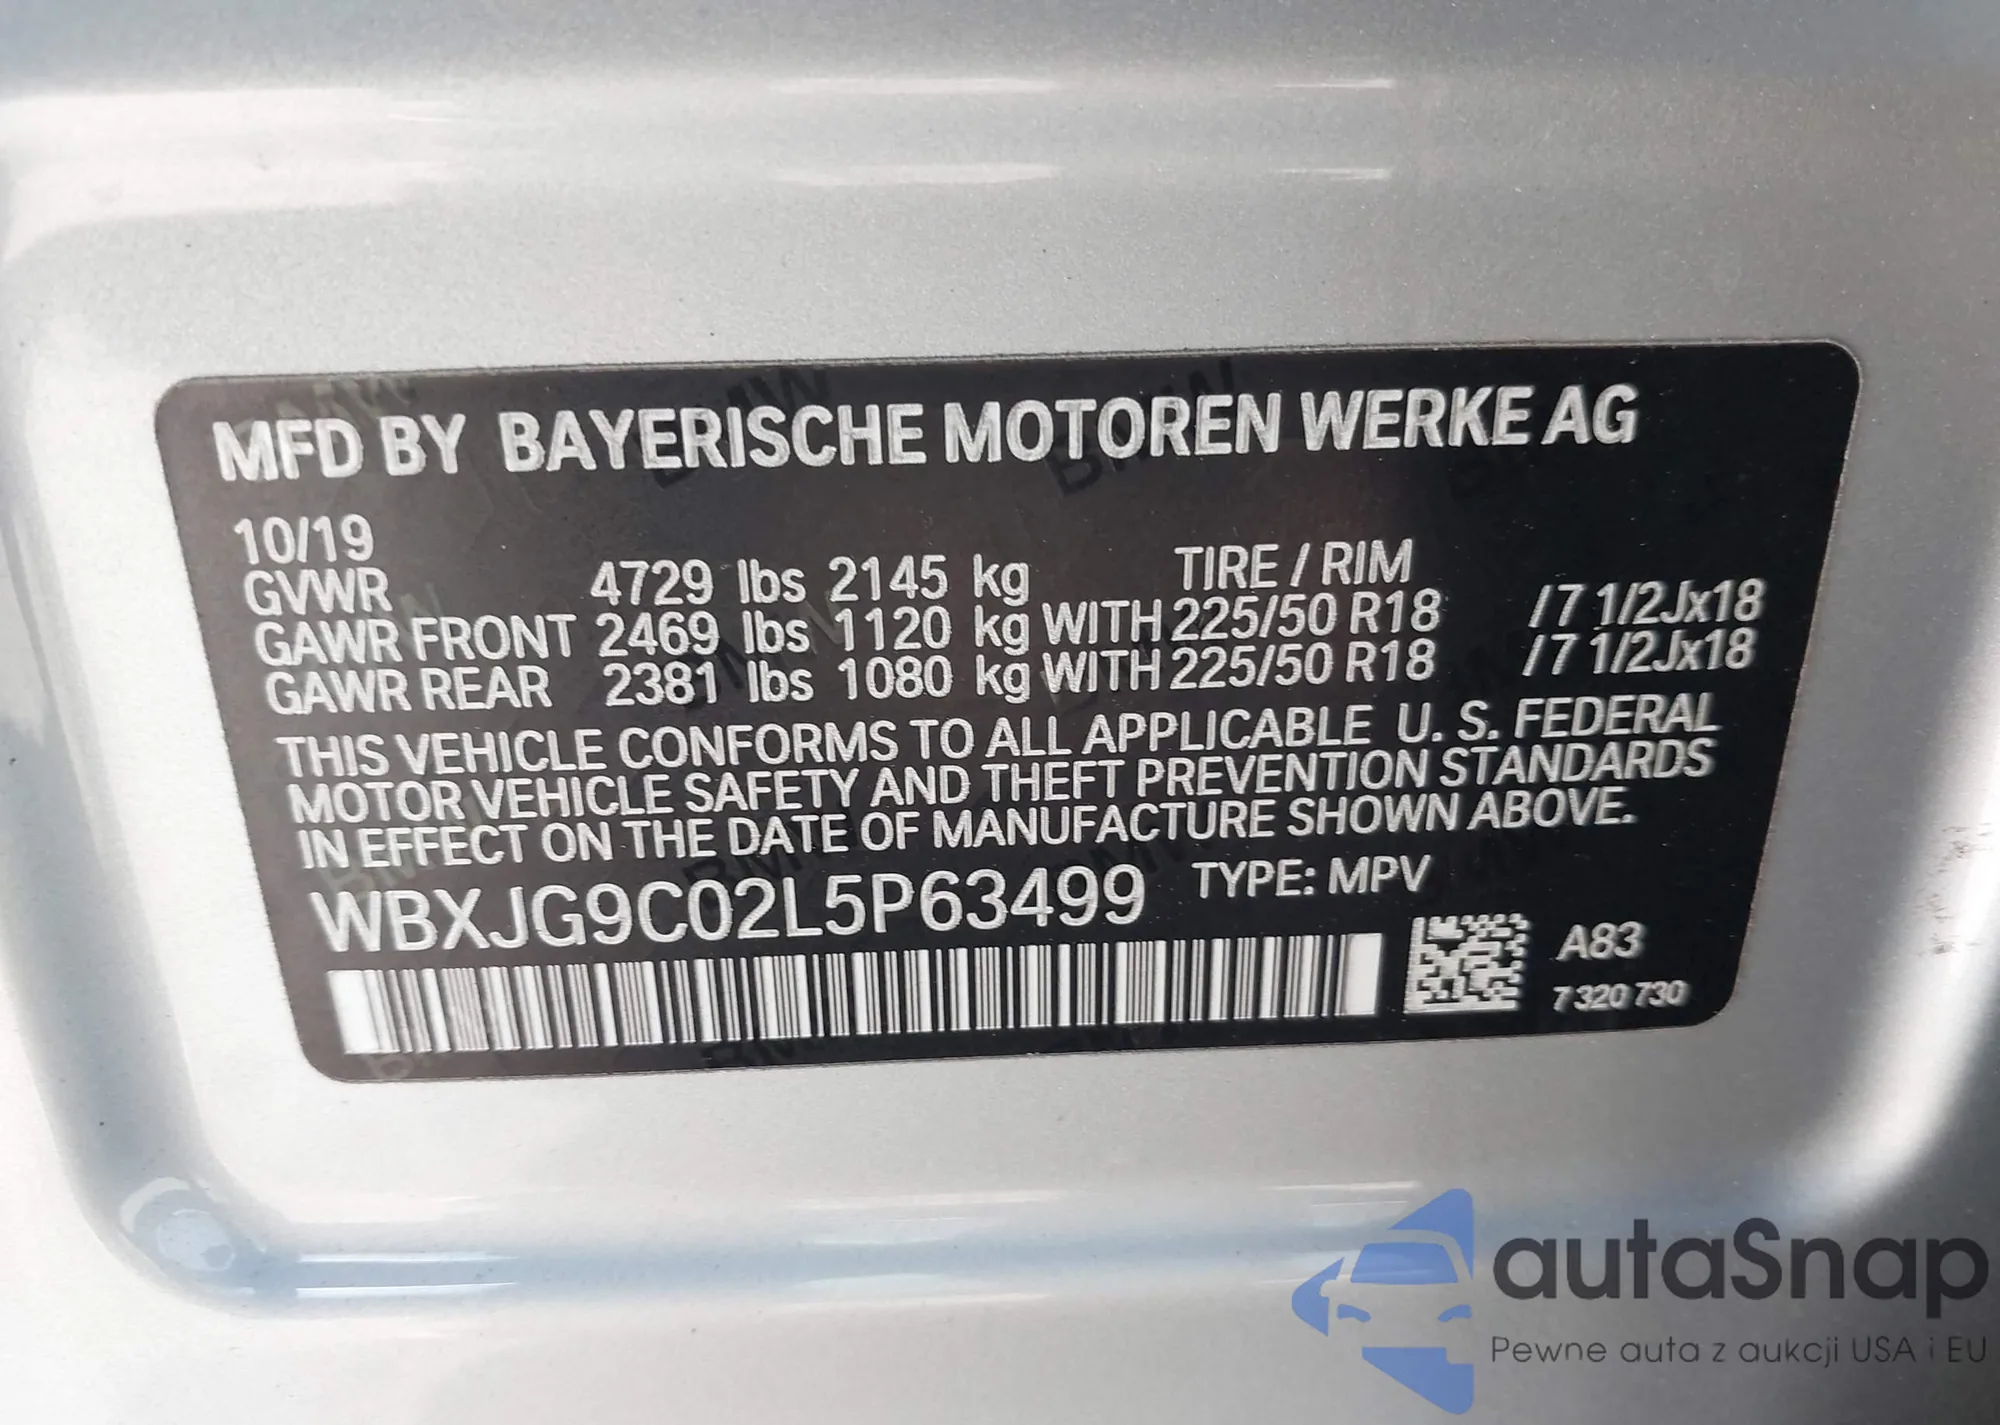 MFD BY BAYERISCHE MOTOREN WERKE AG
10/19
TIRE / RIM
GVWR 4729 lbs 2145 kg
GAWR FRONT 2469 lbs 1120 kg WITH 225/50 R18 /7 1/2Jx18
GAWR REAR 2381 lbs 1080 kg WITH 225/50 R18 /7 1/2Jx18
THIS VEHICLE CONFORMS TO ALL APPLICABLE U. S. FEDERAL
MOTOR VEHICLE SAFETY AND THEFT PREVENTION STANDARDS
IN EFFECT ON THE DATE OF MANUFACTURE SHOWN ABOVE.
WBXJG9C02L5P63499 TYPE: MPV
A83
7 320 730
autaSnap
Pewne auta z aukcji USA i EU